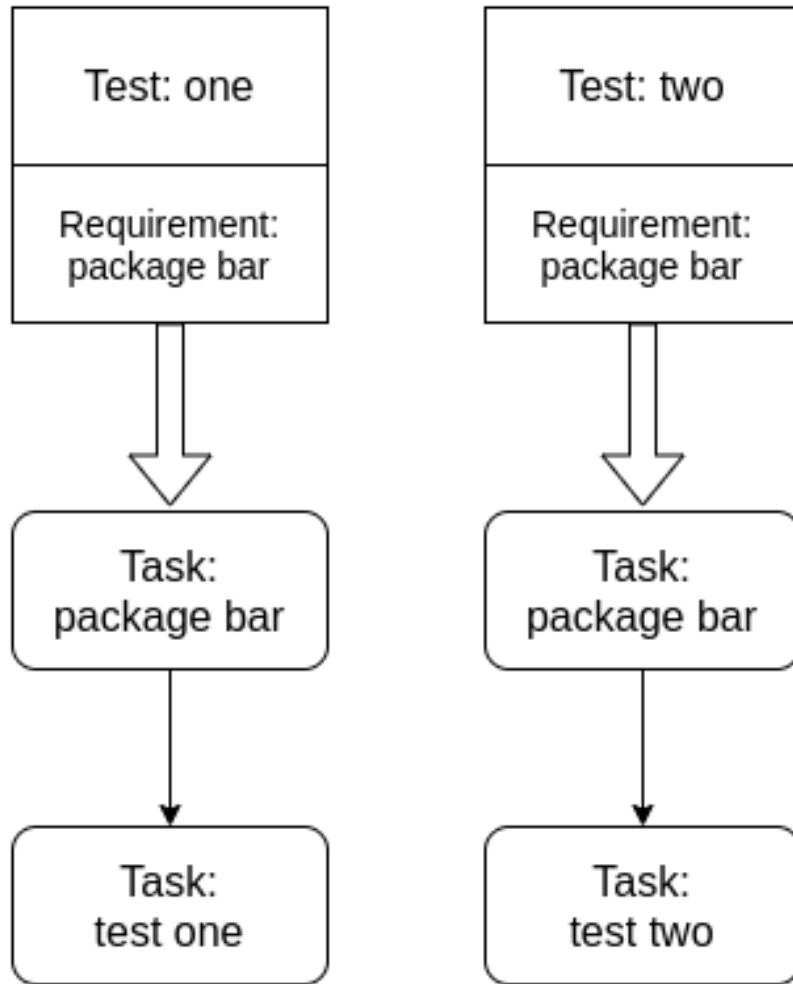 Test: one
Test: two
Requirement:
package bar
Requirement:
package bar
Task:
package bar
Task:
package bar
Task:
test one
Task:
test two